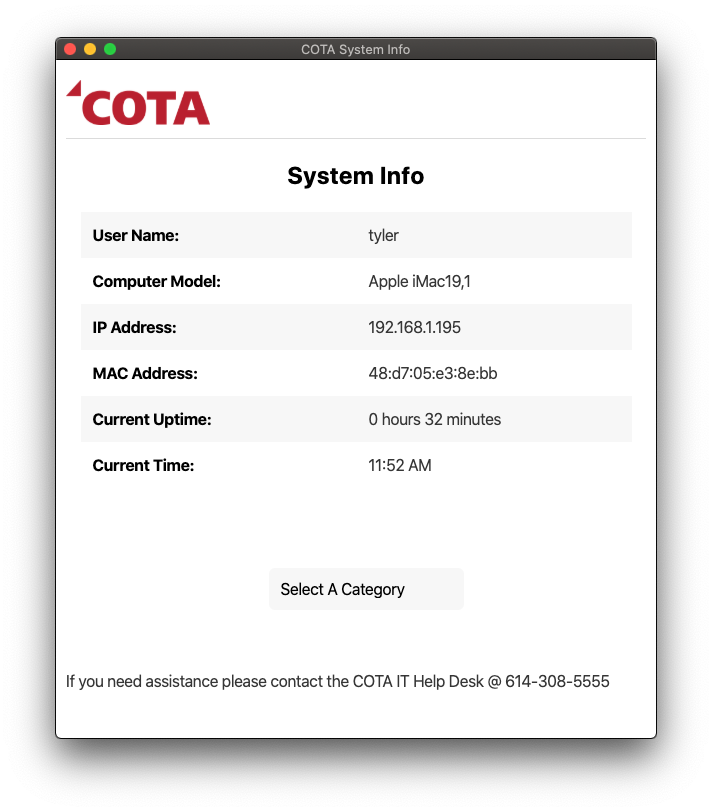 COTA System Info
COTA
System Info
User Name: tyler
Computer Model: Apple iMac19,1
IP Address: 192.168.1.195
MAC Address: 48:d7:05:e3:8e:bb
Current Uptime: 0 hours 32 minutes
Current Time: 11:52 AM
Select A Category
If you need assistance please contact the COTA IT Help Desk @ 614-308-5555